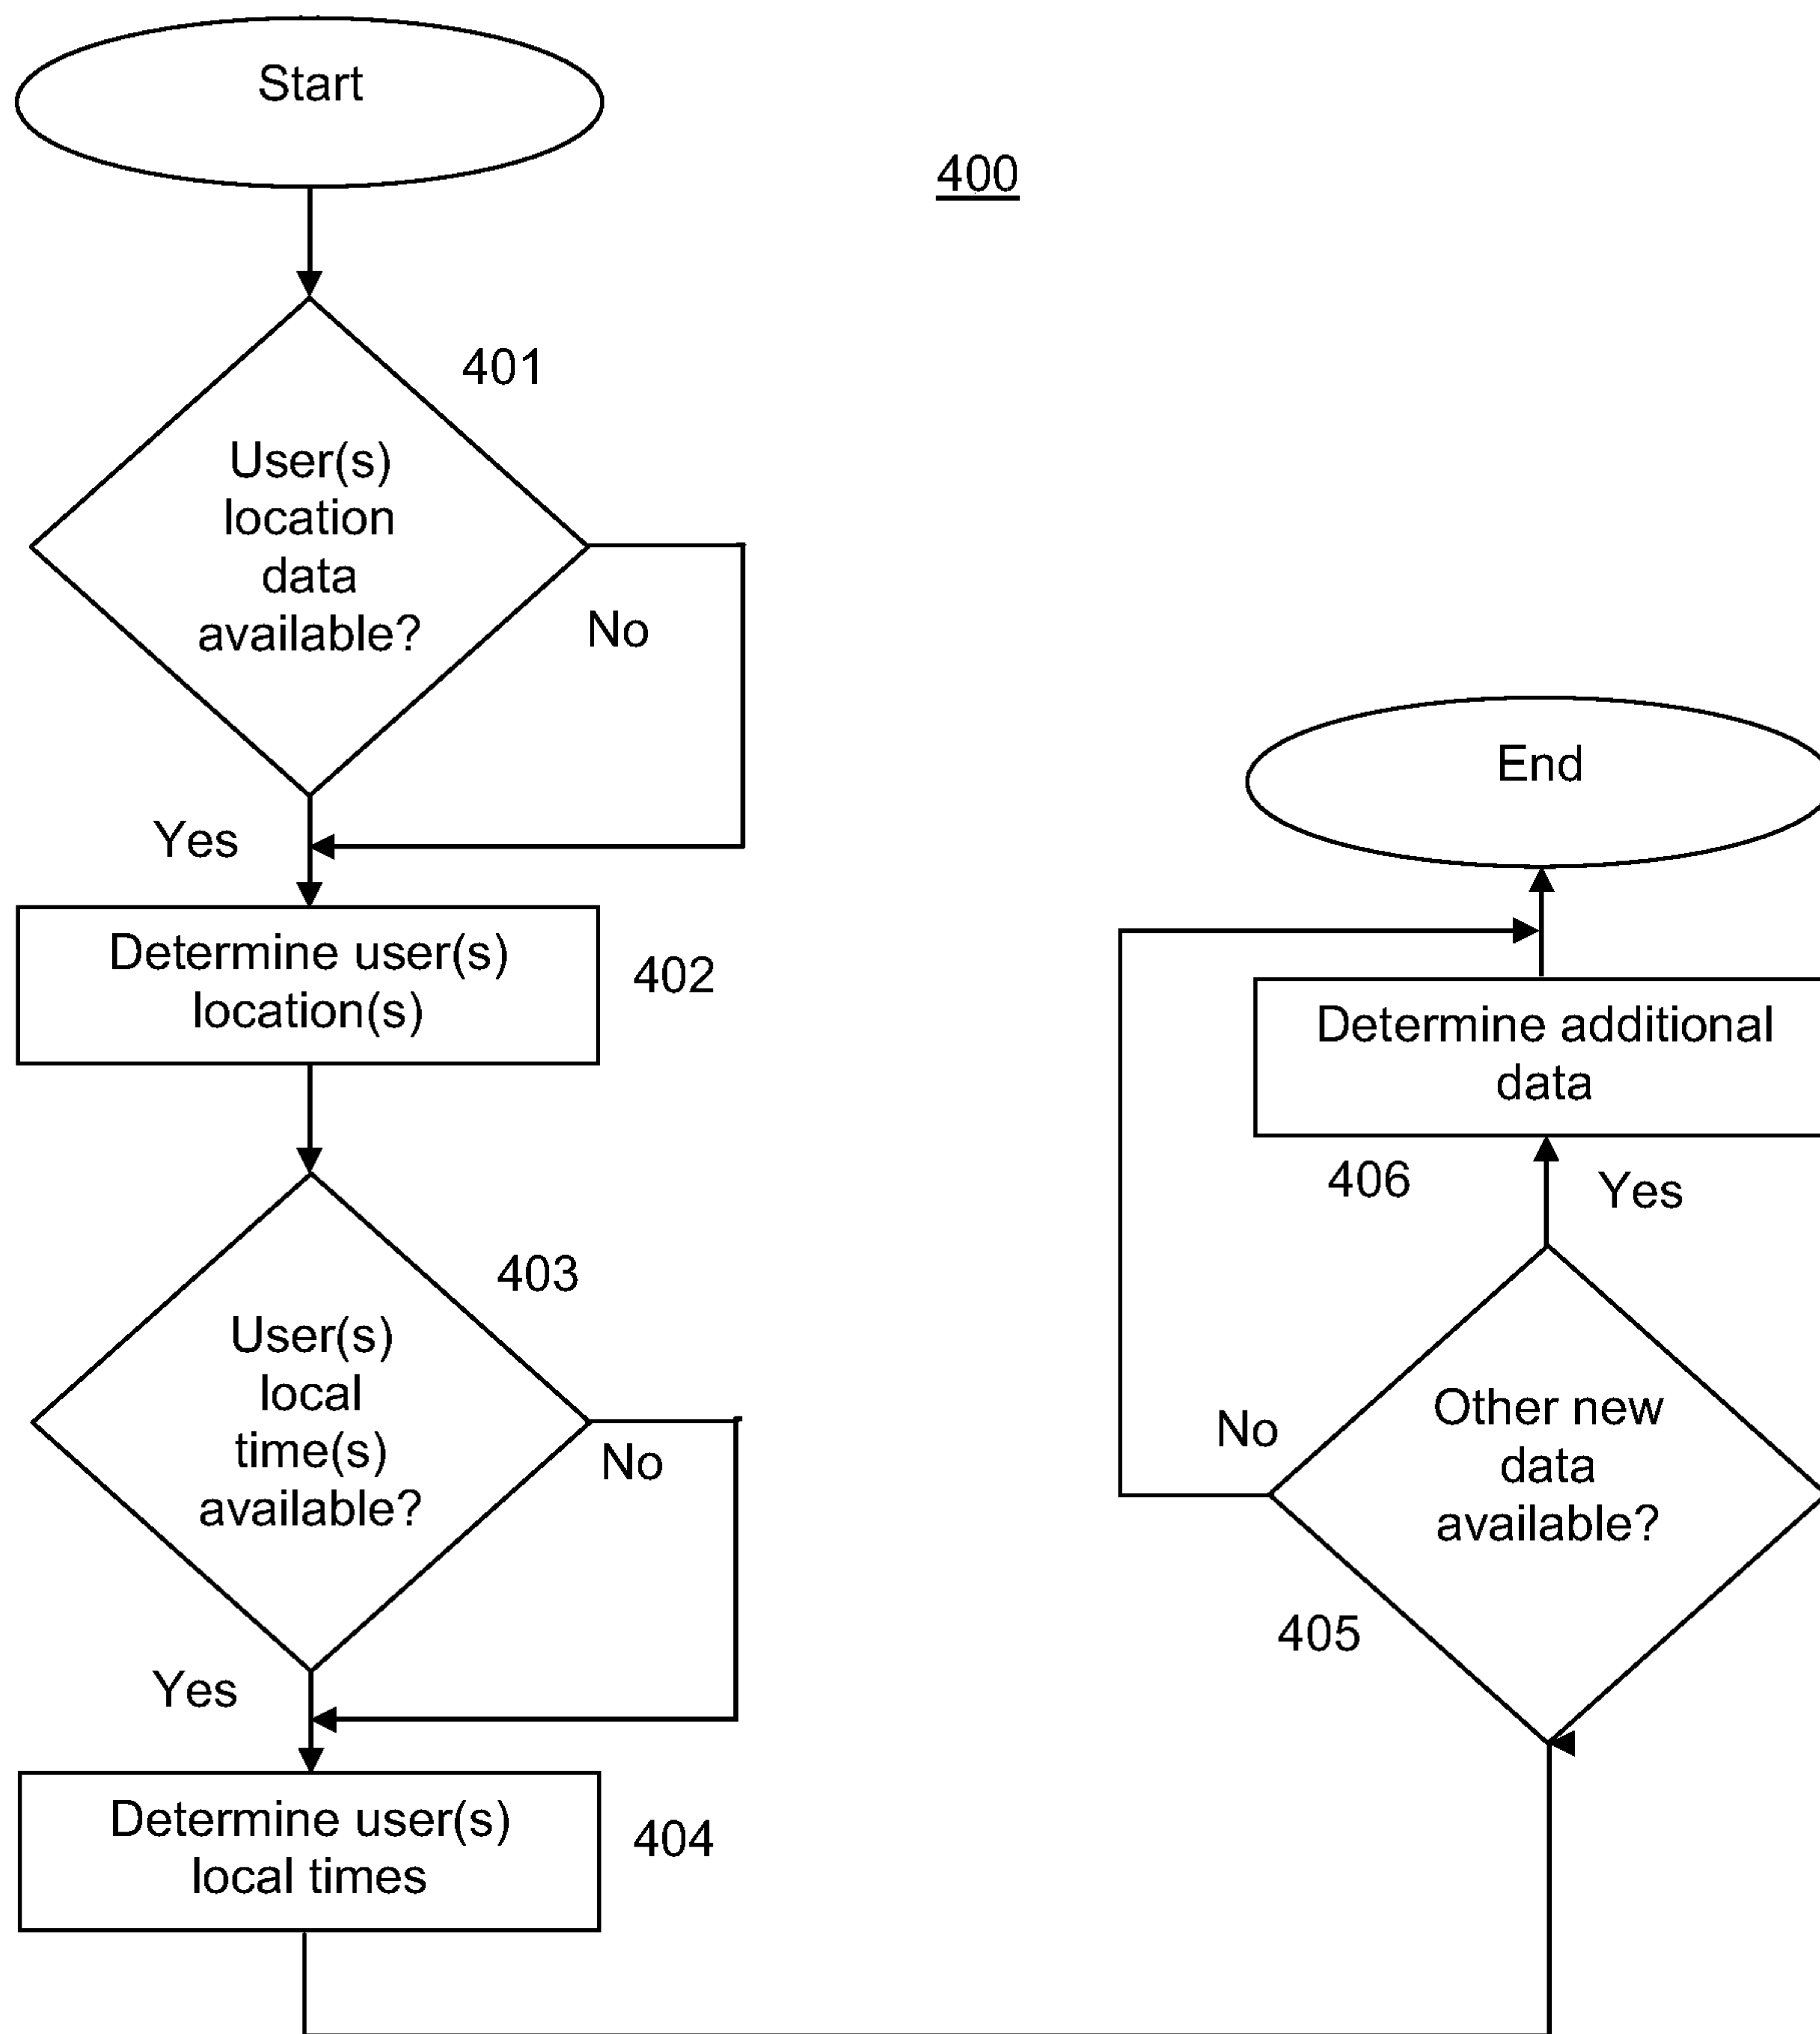 Start
400
401
User(s)
location
data
available?
No
Yes
Determine user(s)
location(s)
402
403
User(s)
local
time(s)
available?
No
Yes
Determine user(s)
local times
404
End
Determine additional
data
406
Yes
Other new
data
available?
No
405